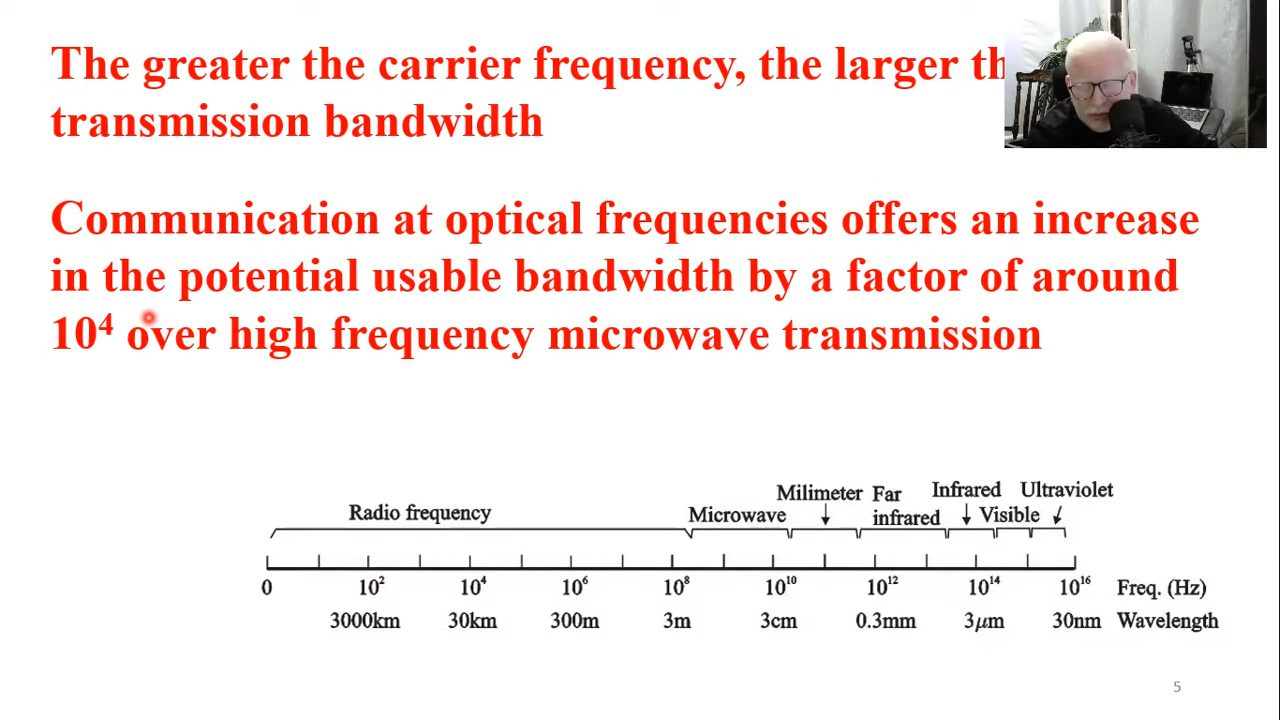 The greater the carrier frequency, the larger th
transmission bandwidth
Communication at optical frequencies offers an increase
in the potential usable bandwidth by a factor of around
10⁴ over high frequency microwave transmission
Radio frequency Microwave Milimeter Far infrared Infrared Visible Ultraviolet
0 10² 10⁴ 10⁶ 10⁸ 10¹⁰ 10¹² 10¹⁴ 10¹⁶ Freq. (Hz)
3000km 30km 300m 3m 3cm 0.3mm 3μm 30nm Wavelength
5